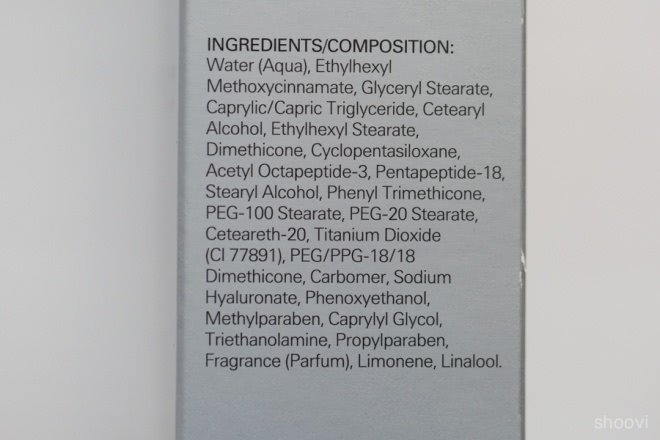 INGREDIENTS/COMPOSITION:
Water (Aqua), Ethylhexyl
Methoxycinnamate, Glyceryl Stearate,
Caprylic/Capric Triglyceride, Cetearyl
Alcohol, Ethylhexyl Stearate,
Dimethicone, Cyclopentasiloxane,
Acetyl Octapeptide-3, Pentapeptide-18,
Stearyl Alcohol, Phenyl Trimethicone,
PEG-100 Stearate, PEG-20 Stearate,
Ceteareth-20, Titanium Dioxide
(CI 77891), PEG/PPG-18/18
Dimethicone, Carbomer, Sodium
Hyaluronate, Phenoxyethanol,
Methylparaben, Caprylyl Glycol,
Triethanolamine, Propylparaben,
Fragrance (Parfum), Limonene, Linalool.
shoovi